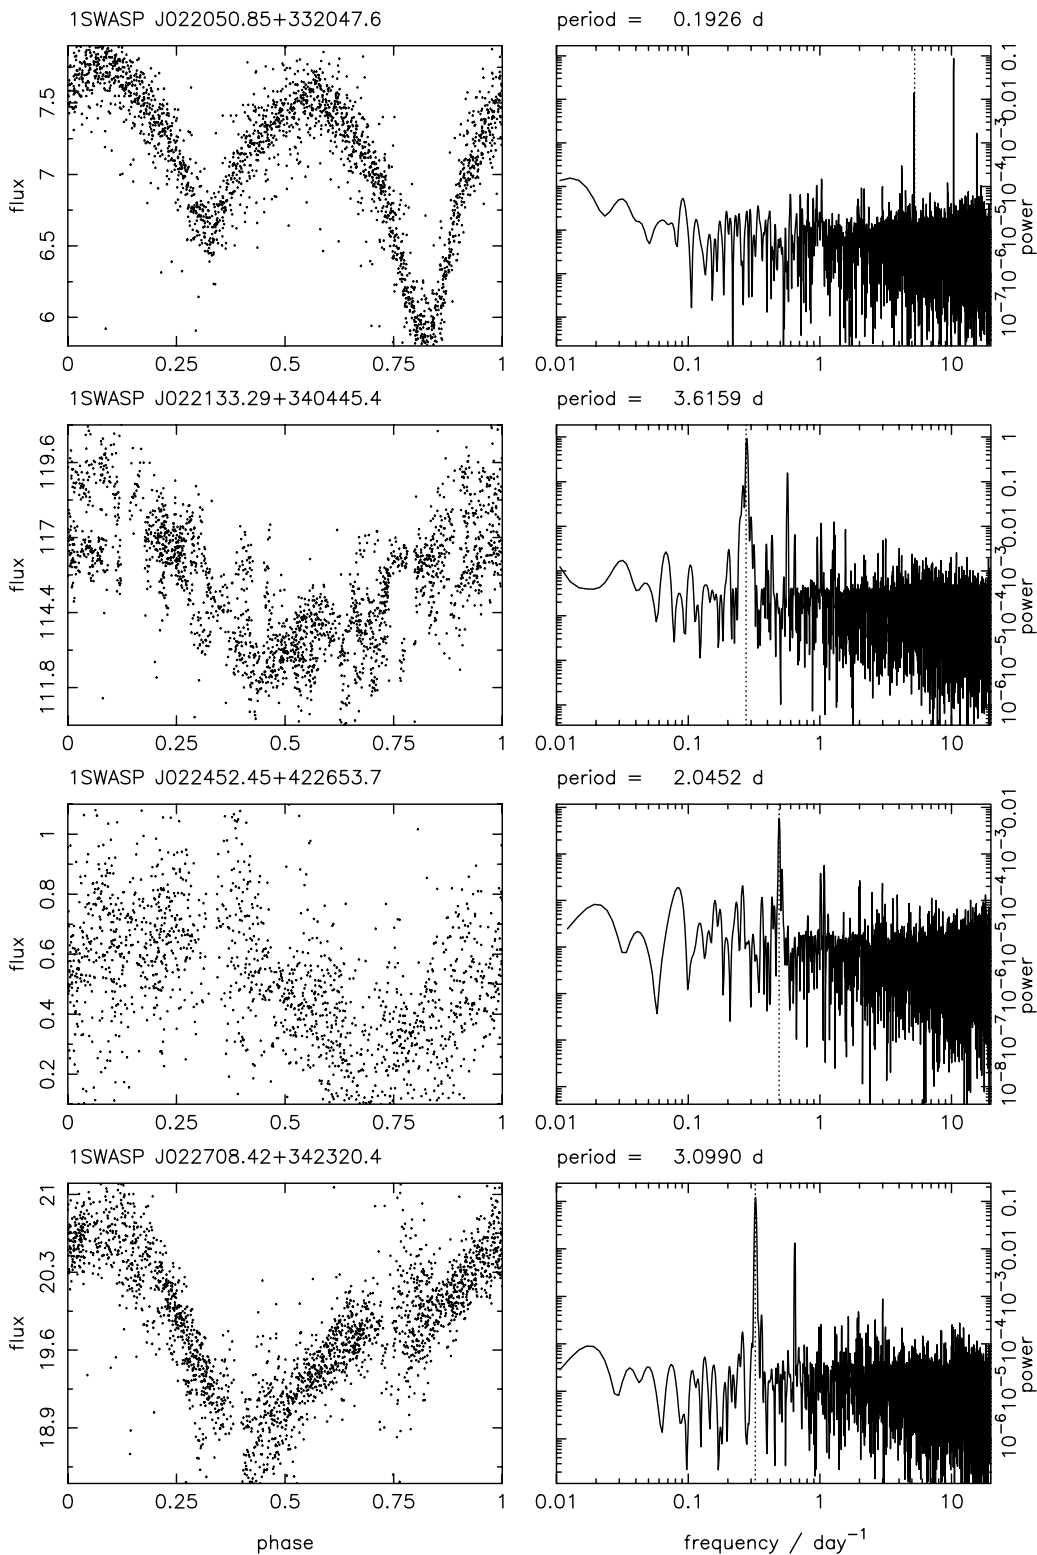 1SWASP J022050.85+332047.6
period = 0.1926 d
flux
6 6.5 7 7.5
0 0.25 0.5 0.75 1
power
10−7 10−6 10−5 10−4 10−3 0.01 0.1
0.01 0.1 1 10
1SWASP J022133.29+340445.4
period = 3.6159 d
flux
111.8 114.4 117 119.6
0 0.25 0.5 0.75 1
power
10−6 10−5 10−4 10−3 0.01 0.1 1
0.01 0.1 1 10
1SWASP J022452.45+422653.7
period = 2.0452 d
flux
0.2 0.4 0.6 0.8 1
0 0.25 0.5 0.75 1
power
10−8 10−7 10−6 10−5 10−4 10−3 0.01
0.01 0.1 1 10
1SWASP J022708.42+342320.4
period = 3.0990 d
flux
18.9 19.6 20.3 21
0 0.25 0.5 0.75 1
power
10−6 10−5 10−4 10−3 0.01 0.1
0.01 0.1 1 10
phase
frequency / day−1